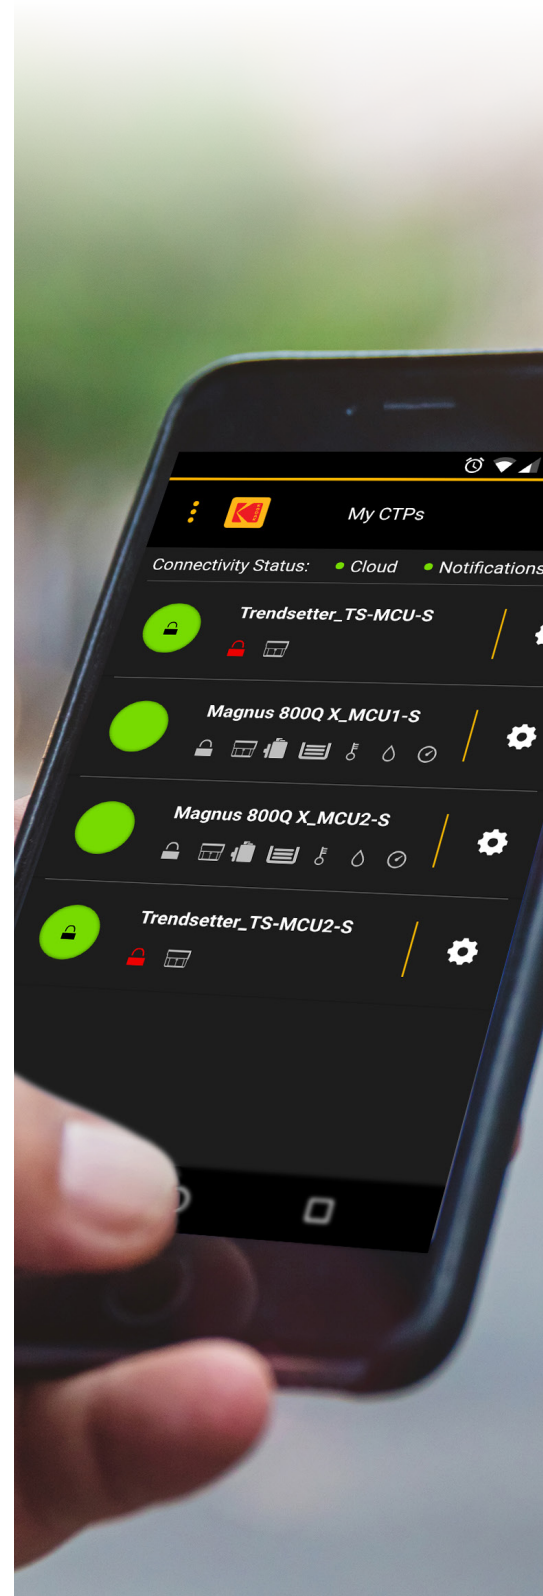 My CTPs
Connectivity Status: Cloud Notifications
Trendsetter_TS-MCU-S
Magnus 800Q X_MCU1-S
Magnus 800Q X_MCU2-S
Trendsetter_TS-MCU2-S